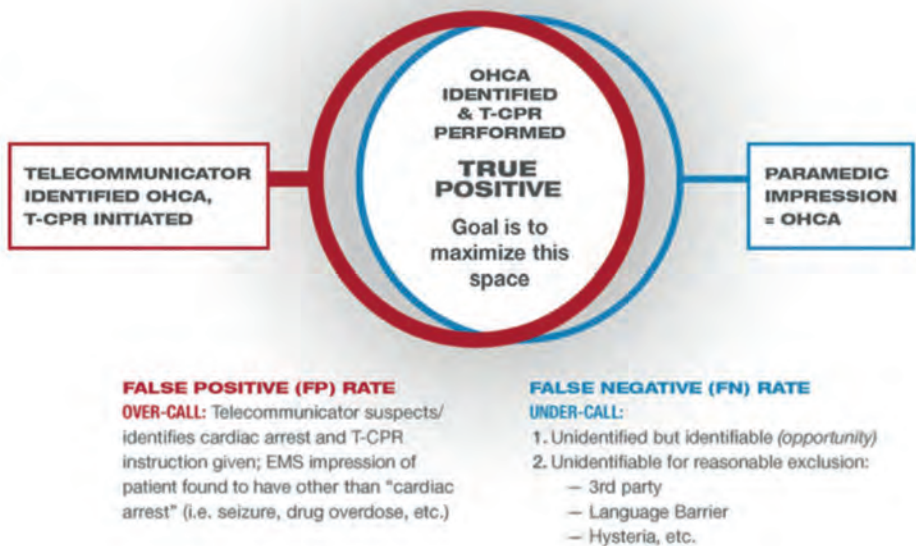 OHCA
IDENTIFIED
& T-CPR
PERFORMED
TRUE
POSITIVE
Goal is to
maximize this
space
TELECOMMUNICATOR
IDENTIFIED OHCA,
T-CPR INITIATED
PARAMEDIC
IMPRESSION
= OHCA
FALSE POSITIVE (FP) RATE
OVER-CALL: Telecommunicator suspects/
identifies cardiac arrest and T-CPR
instruction given; EMS impression of
patient found to have other than “cardiac
arrest” (i.e. seizure, drug overdose, etc.)
FALSE NEGATIVE (FN) RATE
UNDER-CALL:
1. Unidentified but identifiable (opportunity)
2. Unidentifiable for reasonable exclusion:
— 3rd party
— Language Barrier
— Hysteria, etc.